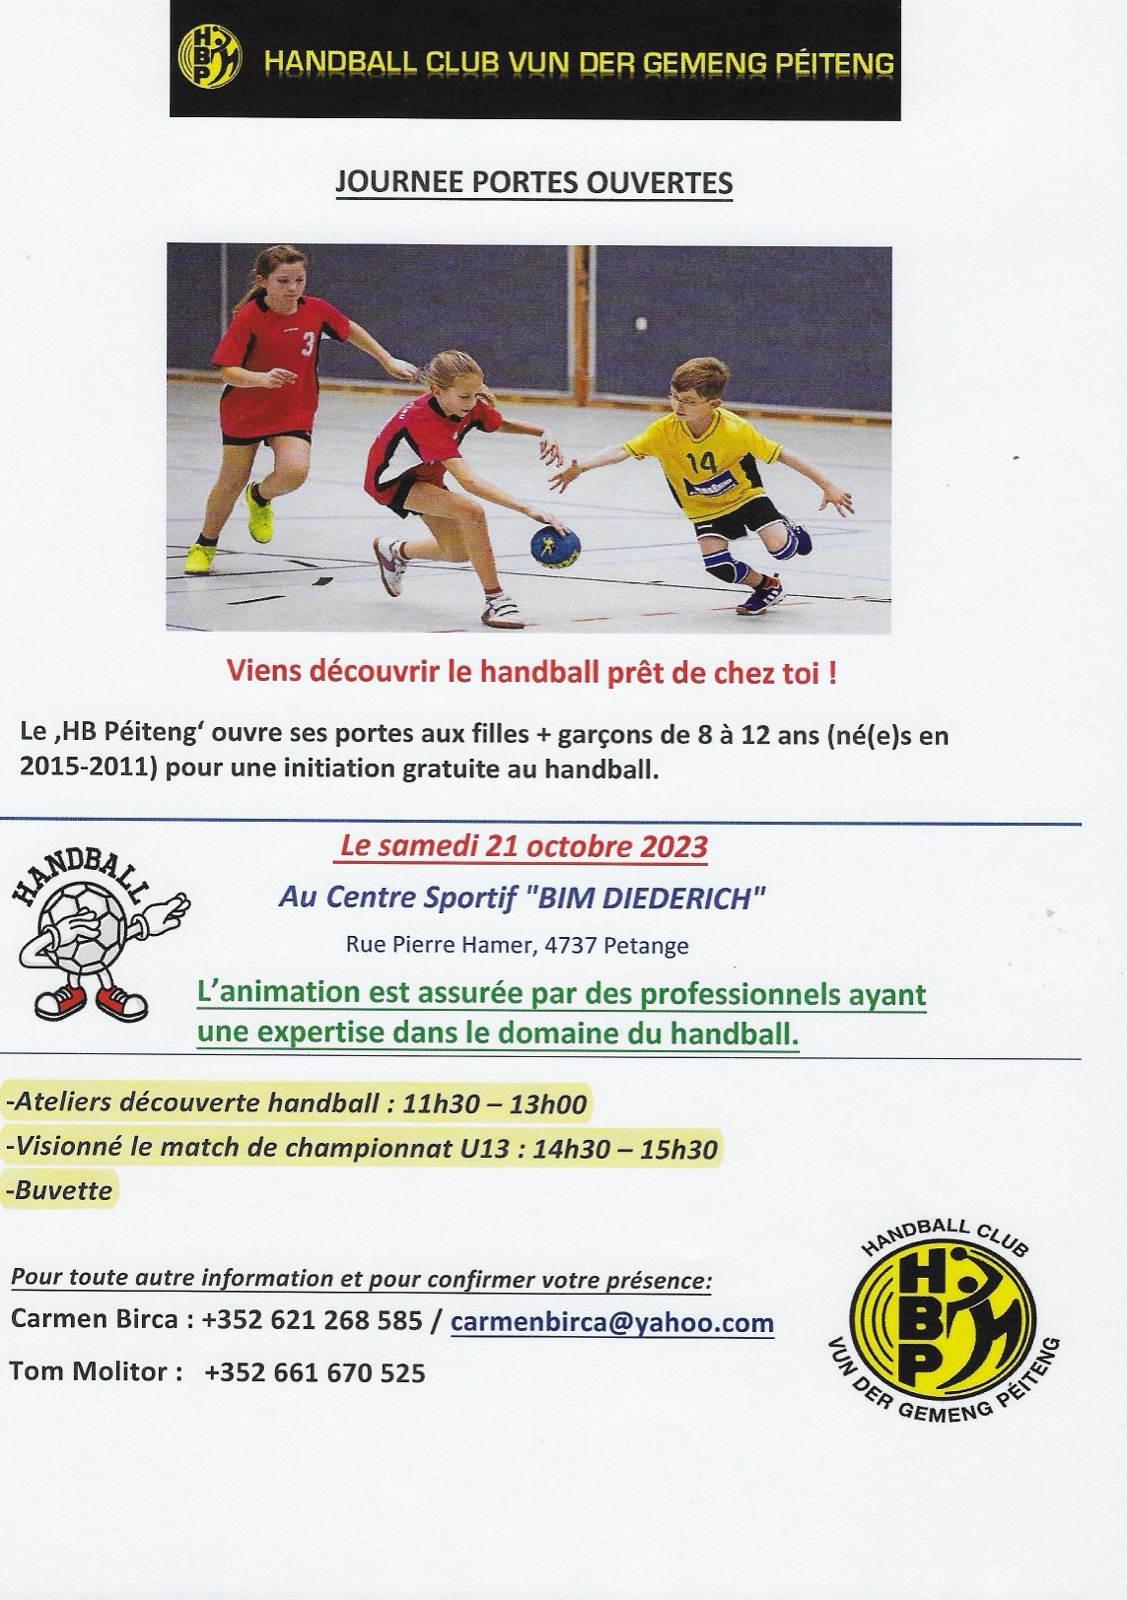 HBP
HANDBALL CLUB VUN DER GEMENG PÉITENG
JOURNEE PORTES OUVERTES
3
14
Viens découvrir le handball prêt de chez toi !
Le ‚HB Péiteng‘ ouvre ses portes aux filles + garçons de 8 à 12 ans (né(e)s en
2015-2011) pour une initiation gratuite au handball.
Le samedi 21 octobre 2023
HANDBALL
Au Centre Sportif "BIM DIEDERICH"
Rue Pierre Hamer, 4737 Petange
L’animation est assurée par des professionnels ayant
une expertise dans le domaine du handball.
-Ateliers découverte handball : 11h30 – 13h00
-Visionné le match de championnat U13 : 14h30 – 15h30
-Buvette
Pour toute autre information et pour confirmer votre présence:
Carmen Birca : +352 621 268 585 / carmenbirca@yahoo.com
Tom Molitor : +352 661 670 525
HANDBALL CLUB
HBP
VUN DER GEMENG PÉITENG